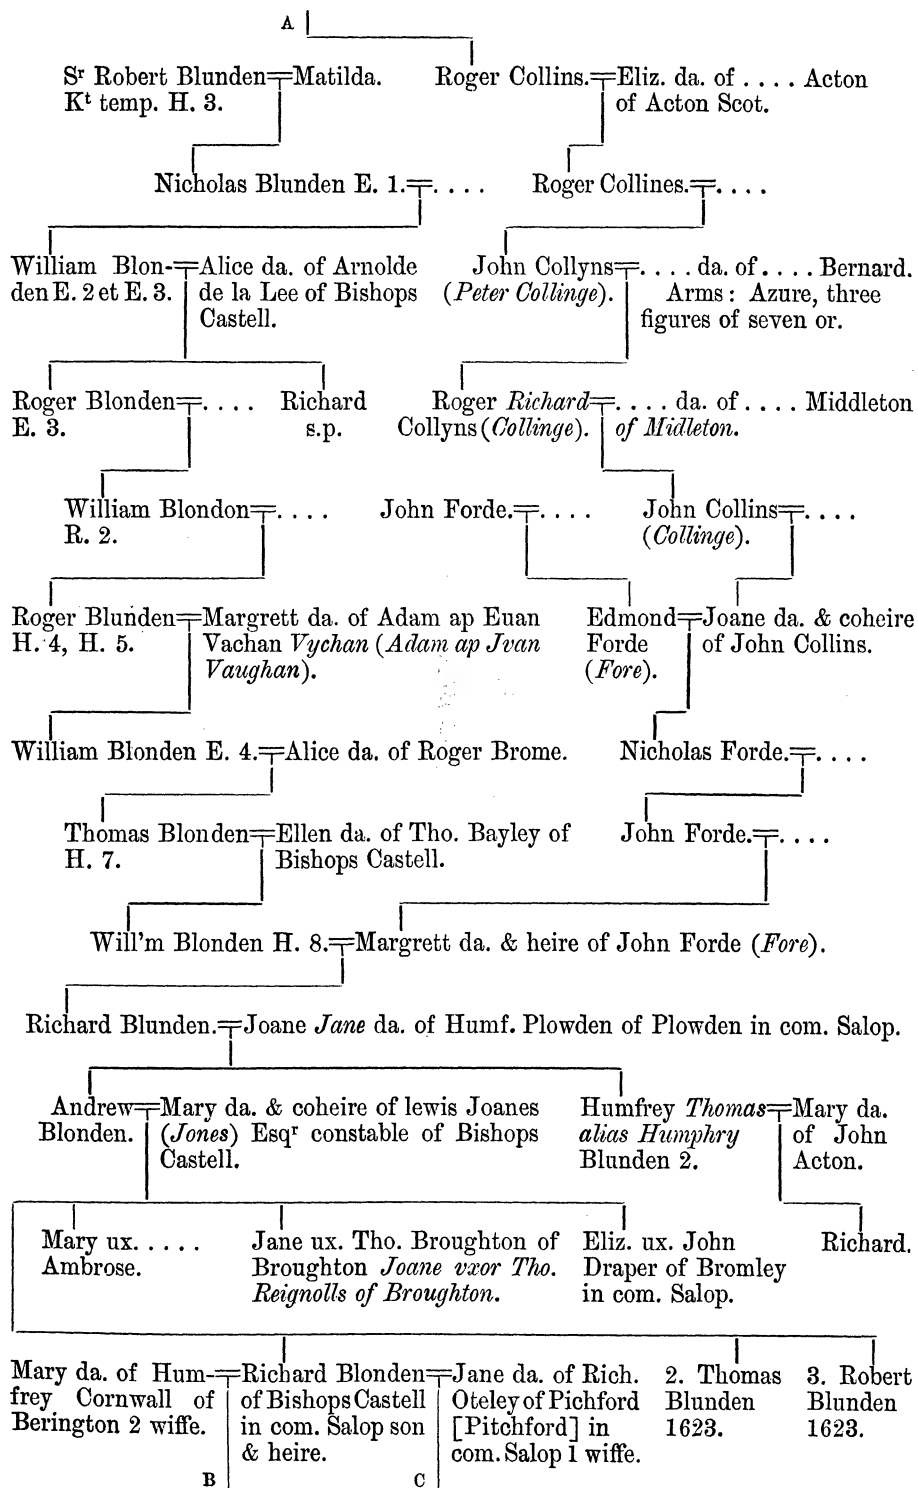 A
Sʳ Robert Blunden=Matilda.
Kᵗ temp. H. 3.
Roger Collins.=Eliz. da. of .... Acton
of Acton Scot.
Nicholas Blunden E. 1.=....
Roger Collines.=....
William Blon-=Alice da. of Arnolde
den E. 2 et E. 3. de la Lee of Bishops
Castell.
John Collyns=.... da. of .... Bernard.
(Peter Collinge). Arms: Azure, three
figures of seven or.
Roger Blonden=....
E. 3.
Richard
s.p.
Roger Richard=.... da. of .... Middleton
Collyns (Collinge). of Midleton.
William Blondon=....
R. 2.
John Forde.=....
John Collins=....
(Collinge).
Roger Blunden=Margrett da. of Adam ap Euan
H. 4, H. 5. Vachan Vychan (Adam ap Jvan
Vaughan).
Edmond=Joane da. & coheire
Forde of John Collins.
(Fore).
William Blonden E. 4.=Alice da. of Roger Brome.
Nicholas Forde.=....
Thomas Blonden=Ellen da. of Tho. Bayley of
H. 7. Bishops Castell.
John Forde.=....
Will'm Blonden H. 8.=Margrett da. & heire of John Forde (Fore).
Richard Blunden.=Joane Jane da. of Humf. Plowden of Plowden in com. Salop.
Andrew=Mary da. & coheire of lewis Joanes
Blonden. (Jones) Esqʳ constable of Bishops
Castell.
Humfrey Thomas=Mary da.
alias Humphry of John
Blunden 2. Acton.
Mary ux. .....
Ambrose.
Jane ux. Tho. Broughton of
Broughton Joane vxor Tho.
Reignolls of Broughton.
Eliz. ux. John
Draper of Bromley
in com. Salop.
Richard.
Mary da. of Hum-=Richard Blonden=Jane da. of Rich.
frey Cornwall of of Bishops Castell Oteley of Pichford
Berington 2 wiffe. in com. Salop son [Pitchford] in
& heire. com. Salop 1 wiffe.
2. Thomas
Blunden
1623.
3. Robert
Blunden
1623.
B C